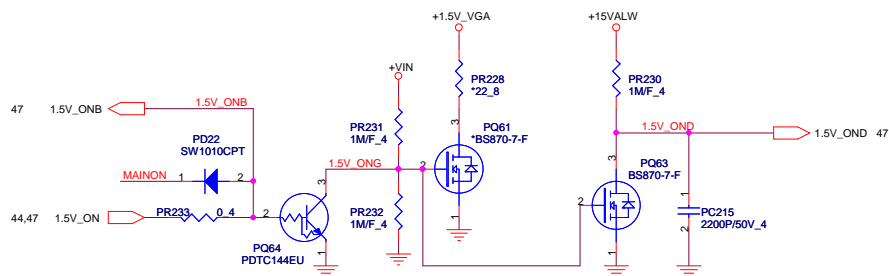 +1.5V_VGA
+15VALW
+VIN
PR228
*22_8
PR230
1M/F_4
47
1.5V_ONB
1.5V_ONB
PR231
1M/F_4
3
PQ61
*BS870-7-F
1.5V_OND
1.5V_OND
47
PD22
SW1010CPT
1.5V_ONG
2
3
PQ63
BS870-7-F
MAINON
1
2
3
1
2
1
PC215
2200P/50V_4
2
44,47
1.5V_ON
PR233
0_4
2
PR232
1M/F_4
1
1
PQ64
PDTC144EU